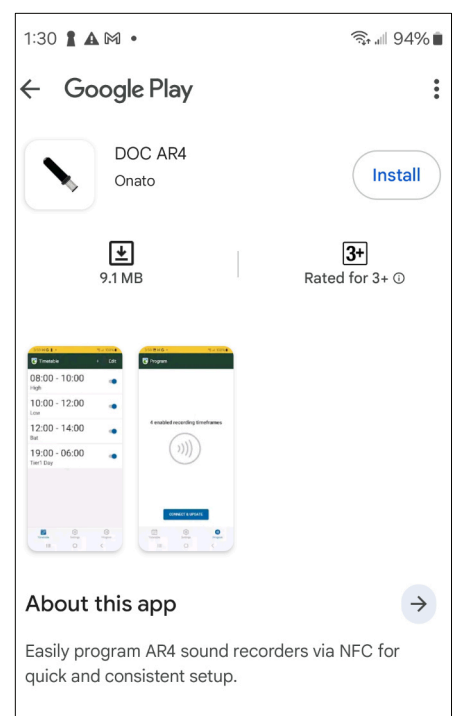 1:30
94%
Google Play
DOC AR4
Onato
Install
9.1 MB
3+
Rated for 3+
Timetable
Edit
08:00 - 10:00
High
10:00 - 12:00
Low
12:00 - 14:00
Bat
19:00 - 06:00
Tier1 Day
Program
4 enabled recording timeframes
CONNECT & UPDATE
About this app
Easily program AR4 sound recorders via NFC for
quick and consistent setup.